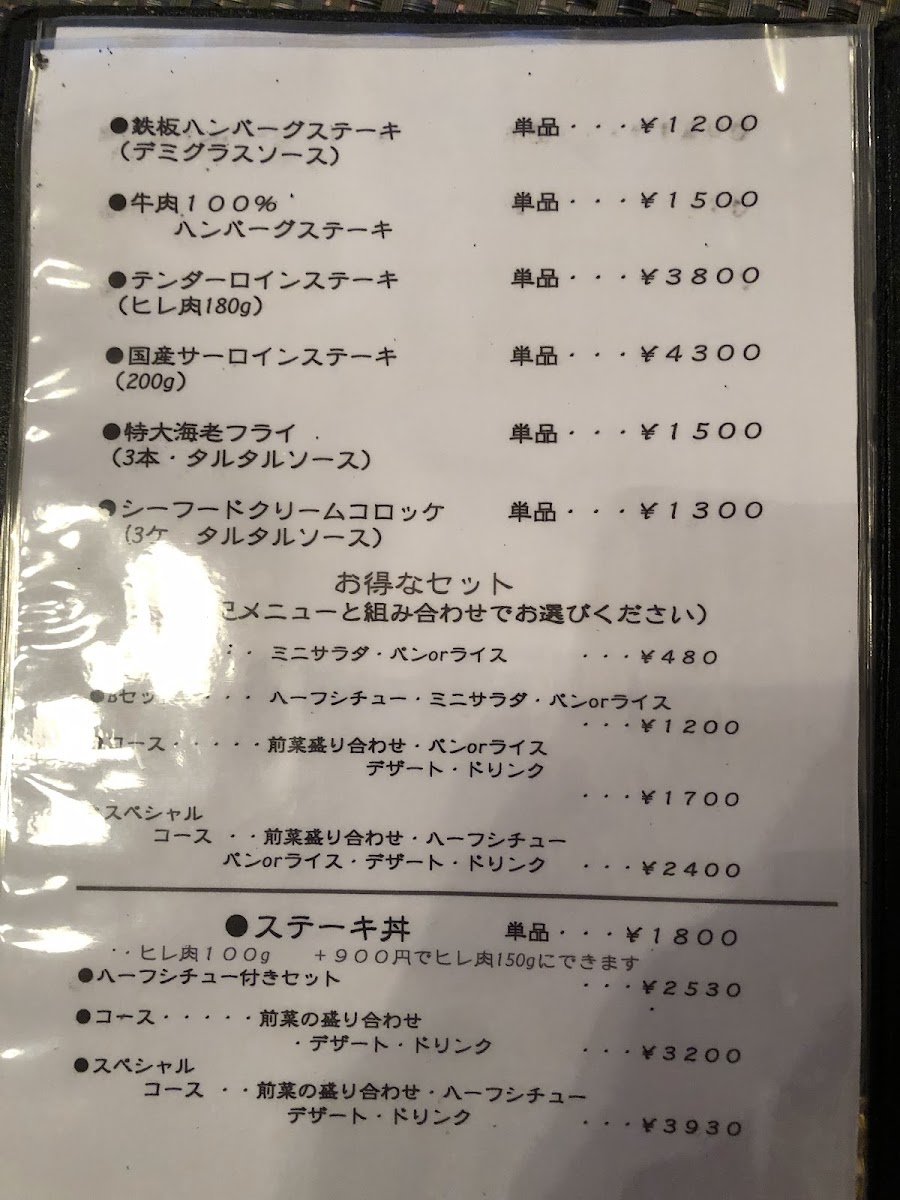 ●鉄板ハンバーグステーキ 単品・・・¥1200
(デミグラスソース)
●牛肉100% 単品・・・¥1500
ハンバーグステーキ
●テンダーロインステーキ 単品・・・¥3800
(ヒレ肉180g)
●国産サーロインステーキ 単品・・・¥4300
(200g)
●特大海老フライ 単品・・・¥1500
(3本・タルタルソース)
●シーフードクリームコロッケ 単品・・・¥1300
(3ケ タルタルソース)
お得なセット
メニューと組み合わせでお選びください)
・・ ミニサラダ・パンorライス ・・・¥480
●Bセッ・・・・ ハーフシチュー・ミニサラダ・パンorライス
・・・¥1200
コース・・・・・前菜盛り合わせ・パンorライス
デザート・ドリンク
・・・¥1700
スペシャル
コース ・・前菜盛り合わせ・ハーフシチュー
パンorライス・デザート・ドリンク ・・・¥2400
●ステーキ丼 単品・・・¥1800
・・ヒレ肉100g +900円でヒレ肉150gにできます
●ハーフシチュー付きセット ・・・¥2530
●コース・・・・・前菜の盛り合わせ
・デザート・ドリンク ・・・¥3200
●スペシャル
コース ・・前菜の盛り合わせ・ハーフシチュー
デザート・ドリンク ・・・¥3930